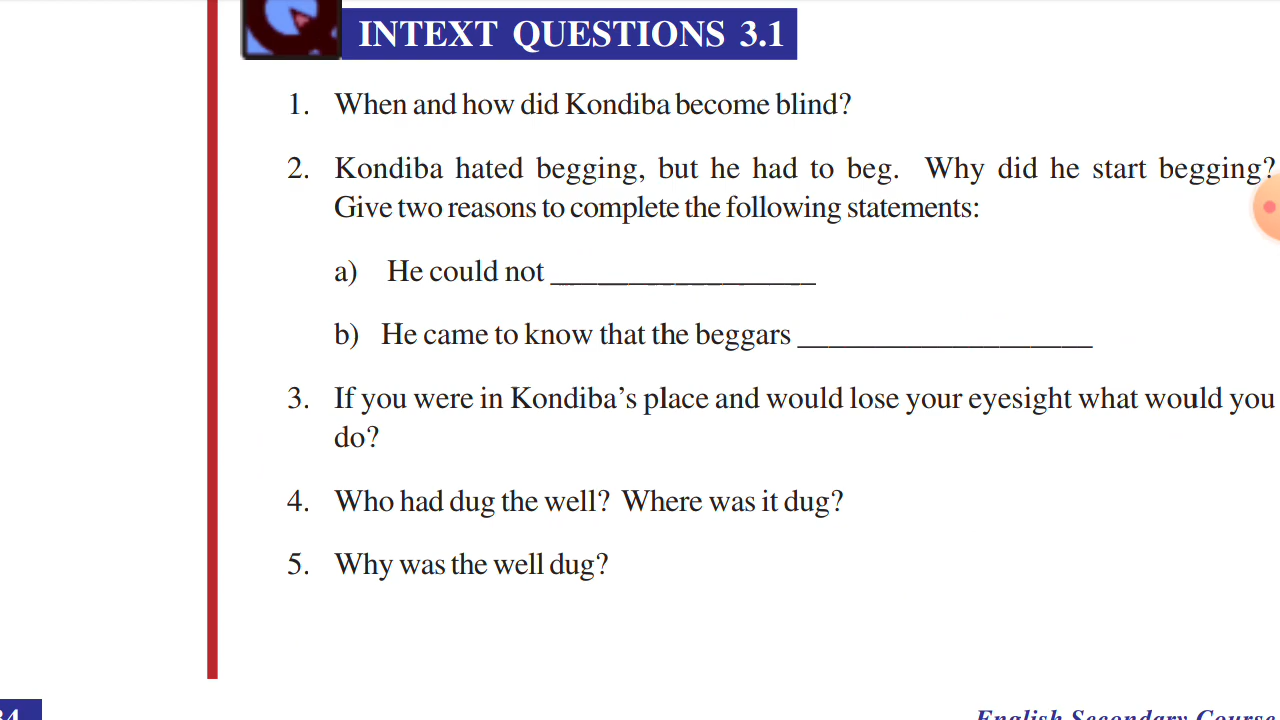 INTEXT QUESTIONS 3.1
1. When and how did Kondiba become blind?
2. Kondiba hated begging, but he had to beg. Why did he start begging?
Give two reasons to complete the following statements:
a) He could not _________________
b) He came to know that the beggars ___________________
3. If you were in Kondiba’s place and would lose your eyesight what would you
do?
4. Who had dug the well? Where was it dug?
5. Why was the well dug?
English Secondary Course